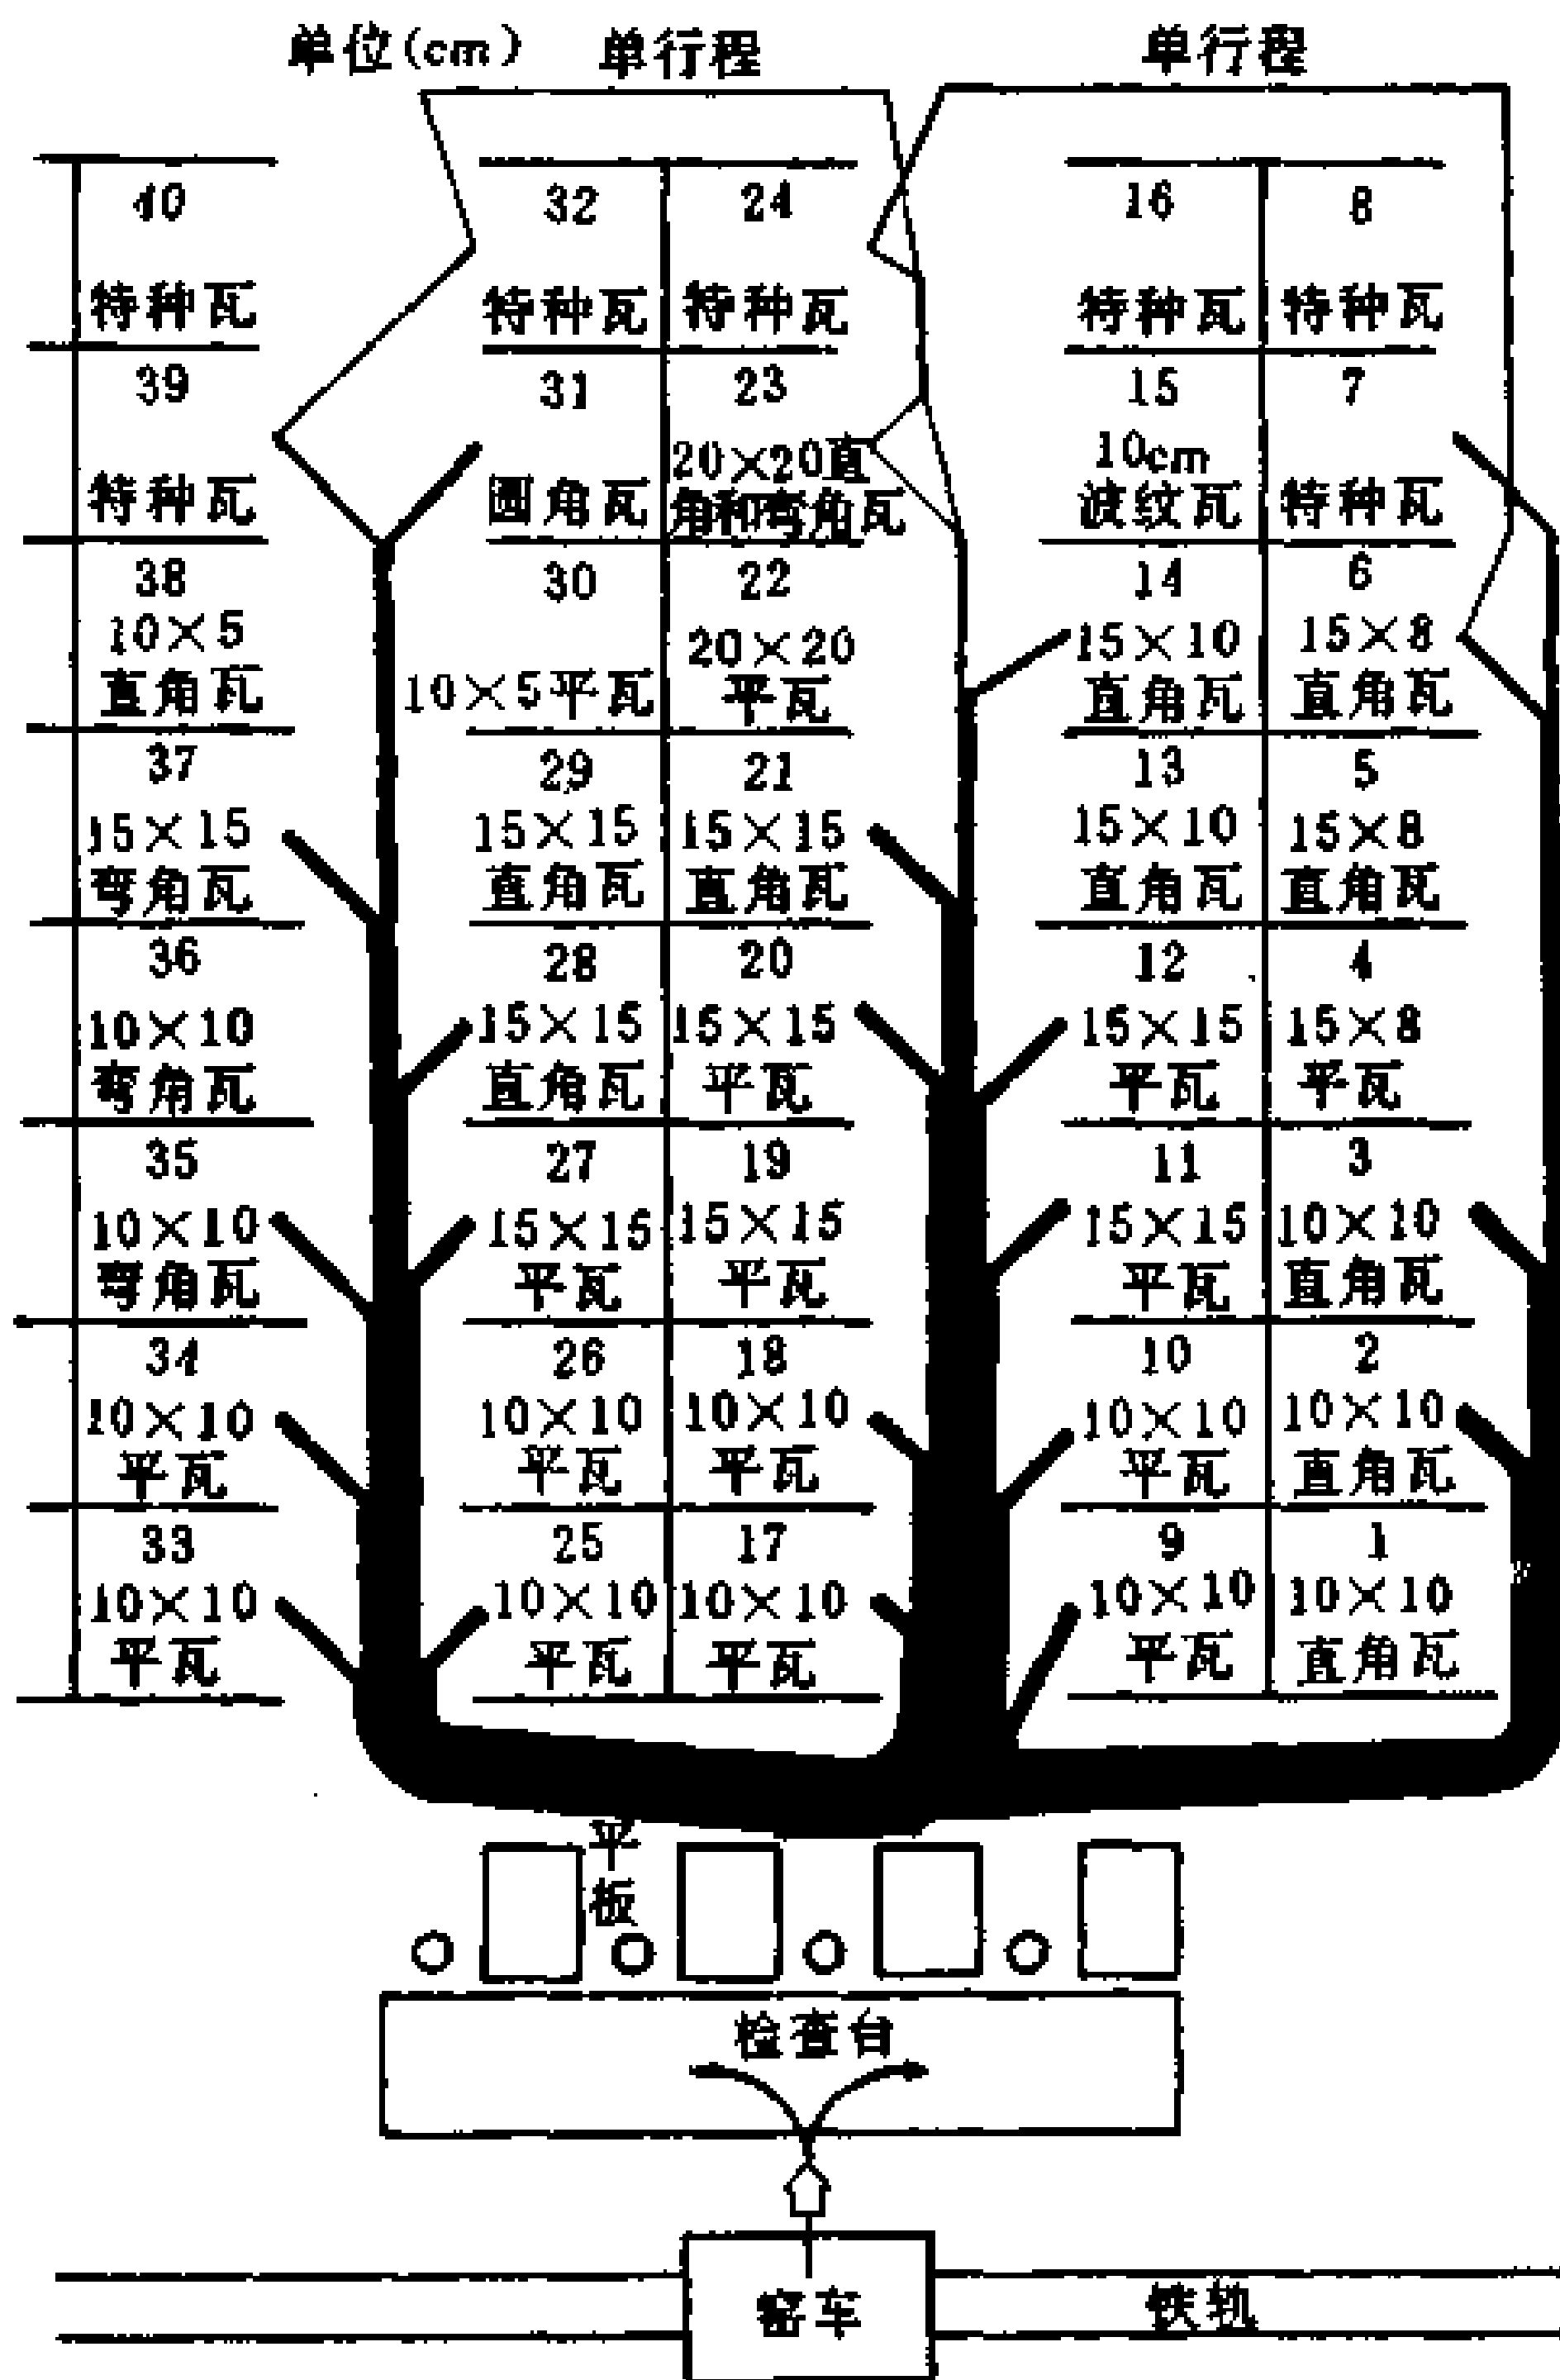 单位(cm) 单行程 单行程
40 32 24 16 8
特种瓦 特种瓦 特种瓦 特种瓦 特种瓦
39 31 23 15 7
20×20直 10cm
特种瓦 圆角瓦 角和弯角瓦 波纹瓦 特种瓦
38 30 22 14 6
10×5 20×20 15×10 15×8
直角瓦 10×5平瓦 平瓦 直角瓦 直角瓦
37 29 21 13 5
15×15 15×15 15×15 15×10 15×8
弯角瓦 直角瓦 直角瓦 直角瓦 直角瓦
36 28 20 12 4
10×10 15×15 15×15 15×15 15×8
弯角瓦 直角瓦 平瓦 平瓦 平瓦
35 27 19 11 3
10×10 15×15 15×15 15×15 10×10
弯角瓦 平瓦 平瓦 平瓦 直角瓦
34 26 18 10 2
10×10 10×10 10×10 10×10 10×10
平瓦 平瓦 平瓦 平瓦 直角瓦
33 25 17 9 1
10×10 10×10 10×10 10×10 10×10
平瓦 平瓦 平瓦 平瓦 直角瓦
平板
检查台
窑车 铁轨